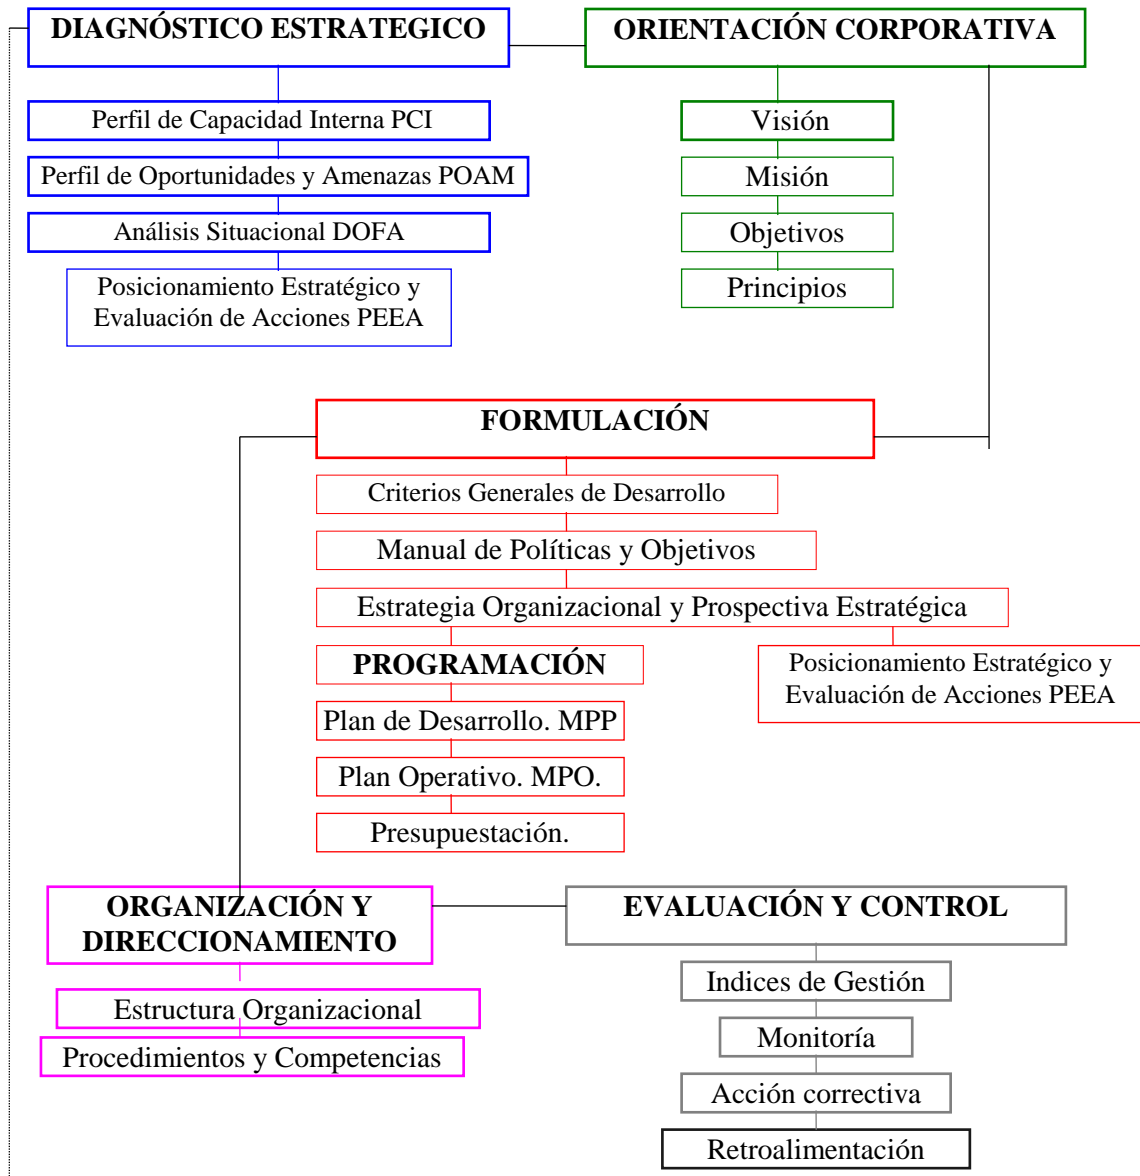 DIAGNÓSTICO ESTRATEGICO
ORIENTACIÓN CORPORATIVA
Perfil de Capacidad Interna PCI
Perfil de Oportunidades y Amenazas POAM
Análisis Situacional DOFA
Posicionamiento Estratégico y
Evaluación de Acciones PEEA
Visión
Misión
Objetivos
Principios
FORMULACIÓN
Criterios Generales de Desarrollo
Manual de Políticas y Objetivos
Estrategia Organizacional y Prospectiva Estratégica
PROGRAMACIÓN
Plan de Desarrollo. MPP
Plan Operativo. MPO.
Presupuestación.
Posicionamiento Estratégico y
Evaluación de Acciones PEEA
ORGANIZACIÓN Y
DIRECCIONAMIENTO
Estructura Organizacional
Procedimientos y Competencias
EVALUACIÓN Y CONTROL
Indices de Gestión
Monitoría
Acción correctiva
Retroalimentación